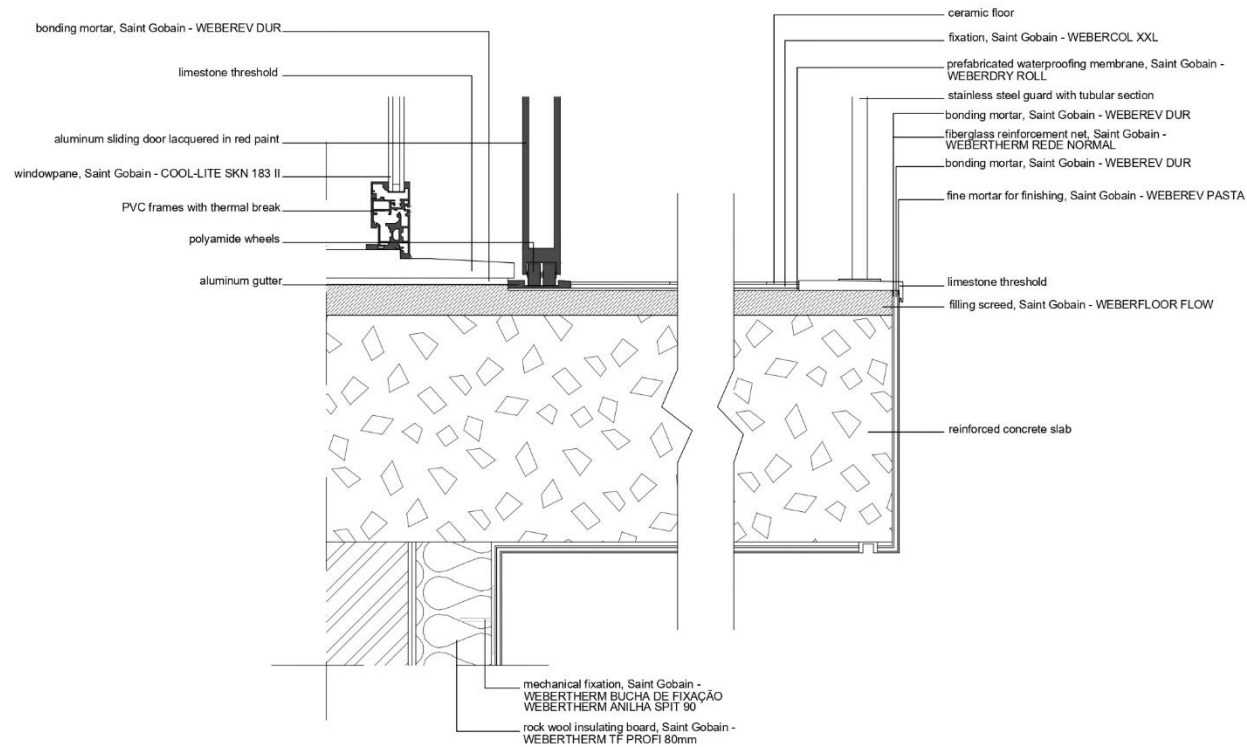 bonding mortar, Saint Gobain - WEBEREV DUR
limestone threshold
aluminum sliding door lacquered in red paint
windowpane, Saint Gobain - COOL-LITE SKN 183 II
PVC frames with thermal break
polyamide wheels
aluminum gutter
ceramic floor
fixation, Saint Gobain - WEBERCOL XXL
prefabricated waterproofing membrane, Saint Gobain -
WEBERDRY ROLL
stainless steel guard with tubular section
bonding mortar, Saint Gobain - WEBEREV DUR
fiberglass reinforcement net, Saint Gobain -
WEBERTHERM REDE NORMAL
bonding mortar, Saint Gobain - WEBEREV DUR
fine mortar for finishing, Saint Gobain - WEBEREV PASTA
limestone threshold
filling screed, Saint Gobain - WEBERFLOOR FLOW
reinforced concrete slab
mechanical fixation, Saint Gobain -
WEBERTHERM BUCHA DE FIXAÇÃO
WEBERTHERM ANILHA SPIT 90
rock wool insulating board, Saint Gobain -
WEBERTHERM TF PROFI 80mm